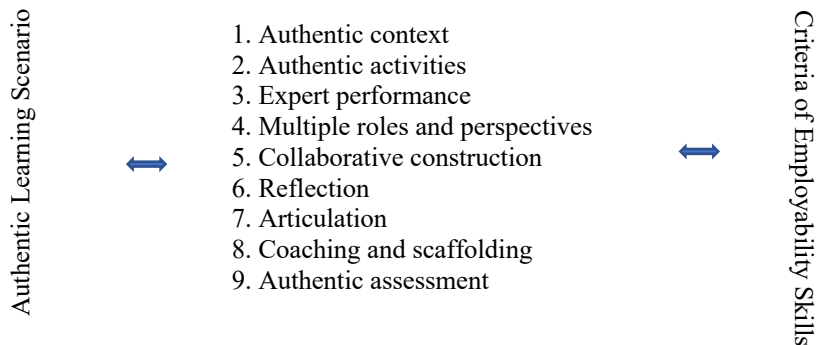 Authentic Learning Scenario
1. Authentic context
2. Authentic activities
3. Expert performance
4. Multiple roles and perspectives
5. Collaborative construction
6. Reflection
7. Articulation
8. Coaching and scaffolding
9. Authentic assessment
Criteria of Employability Skills